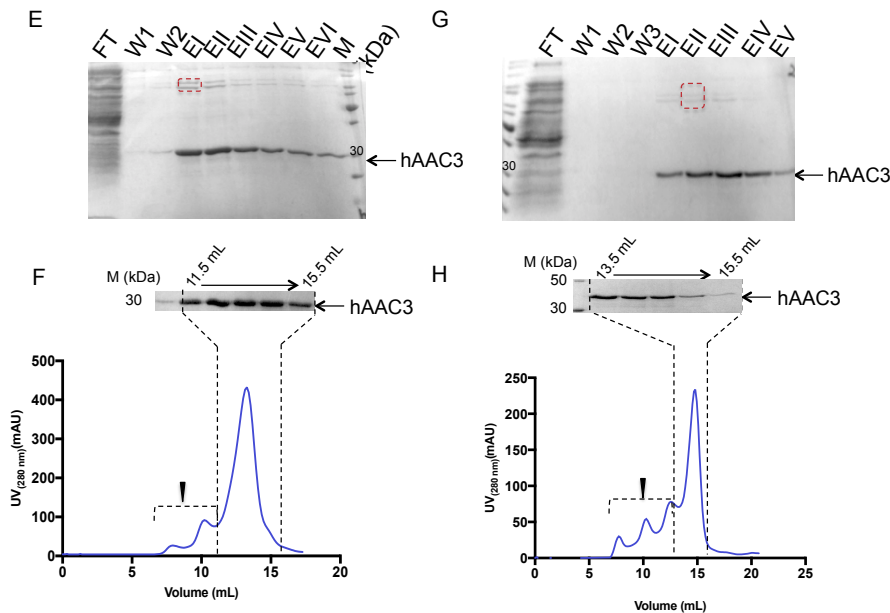 E
FT W1 W2 EI EII EIII EIV EV EVI M (kDa)
30
hAAC3
G
FT W1 W2 W3 EI EII EIII EIV EV
30
hAAC3
F
M (kDa) 11.5 mL 15.5 mL
30
hAAC3
500
400
300
200
100
0
UV(280 nm)(mAU)
0 5 10 15 20
Volume (mL)
H
M (kDa) 13.5 mL 15.5 mL
50
30
hAAC3
250
200
150
100
50
0
UV(280 nm)(mAU)
0 5 10 15 20 25
Volume (mL)